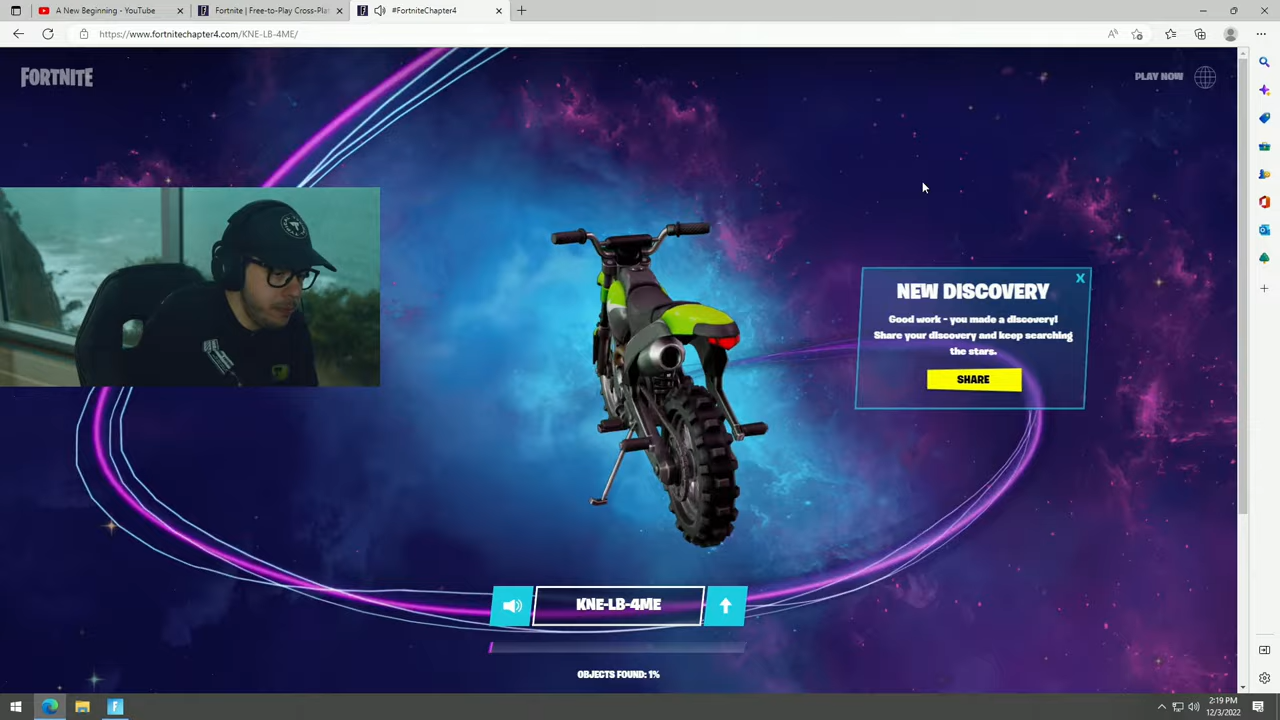 A New Beginning - YouTube
Fortnite | Free-to-Play Cross-Plat
#FortniteChapter4
https://www.fortnitechapter4.com/KNE-LB-4ME/
FORTNITE
PLAY NOW
X
NEW DISCOVERY
Good work - you made a discovery!
Share your discovery and keep searching
the stars.
SHARE
KNE-LB-4ME
OBJECTS FOUND: 1%
2:19 PM
12/3/2022